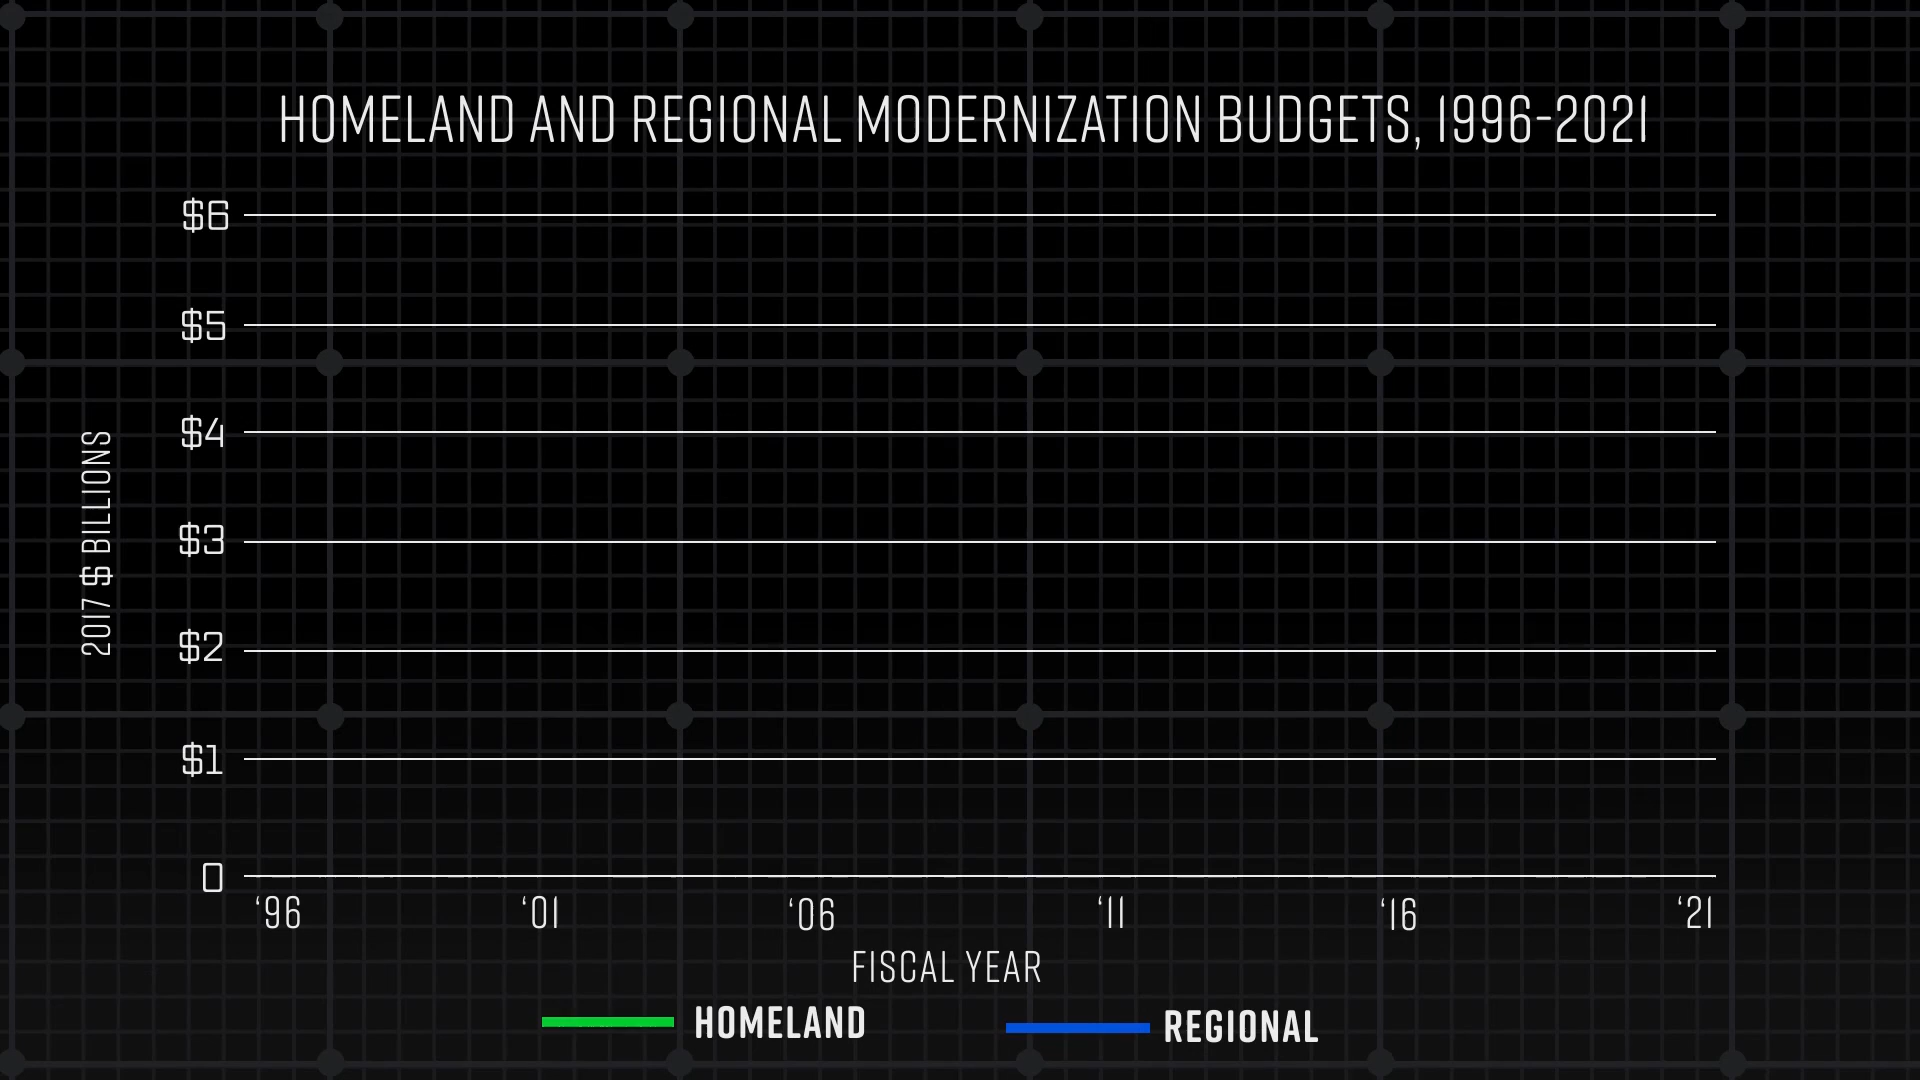 HOMELAND AND REGIONAL MODERNIZATION BUDGETS, 1996-2021
$6
$5
$4
$3
$2
$1
0
2017 $ BILLIONS
‘96 ‘01 ‘06 ‘11 ‘16 ‘21
FISCAL YEAR
HOMELAND REGIONAL